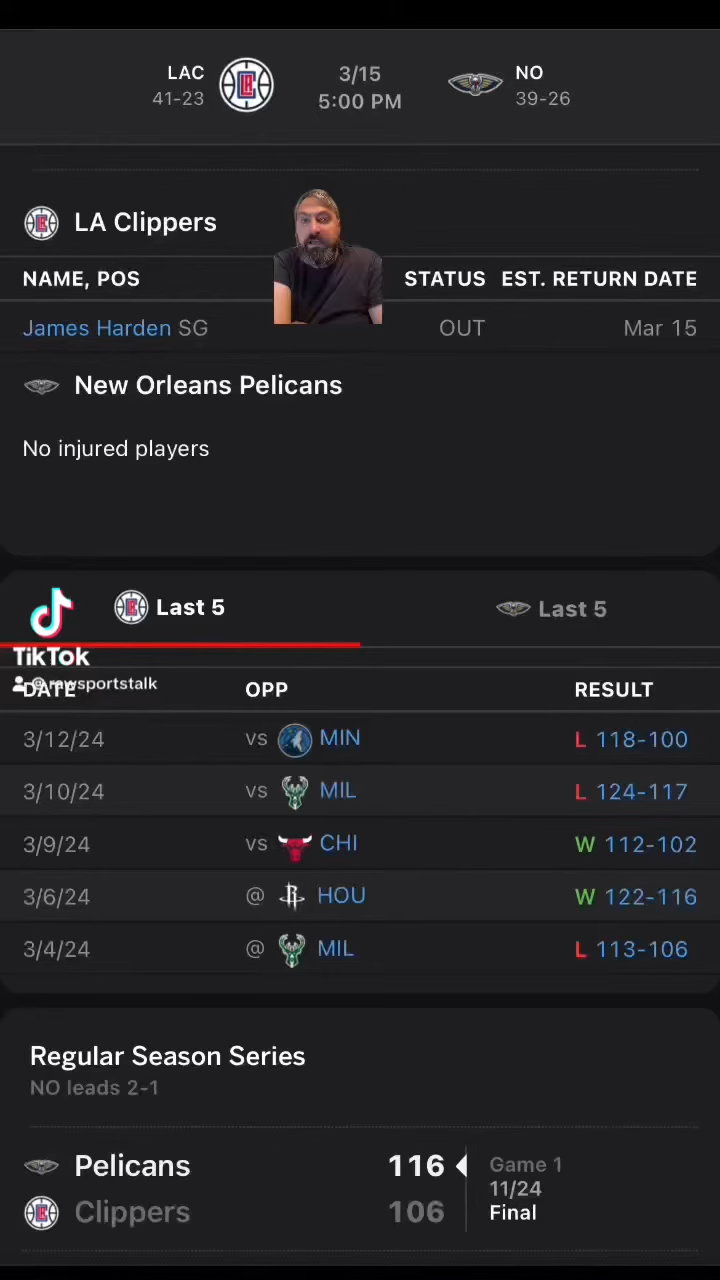 LAC 3/15 NO
41-23 5:00 PM 39-26
LA Clippers
NAME, POS STATUS EST. RETURN DATE
James Harden SG OUT Mar 15
New Orleans Pelicans
No injured players
Last 5 Last 5
TikTok
@rawsportstalk
DATE OPP RESULT
3/12/24 vs MIN L 118-100
3/10/24 vs MIL L 124-117
3/9/24 vs CHI W 112-102
3/6/24 @ HOU W 122-116
3/4/24 @ MIL L 113-106
Regular Season Series
NO leads 2-1
Pelicans 116 Game 1
11/24
Clippers 106 Final